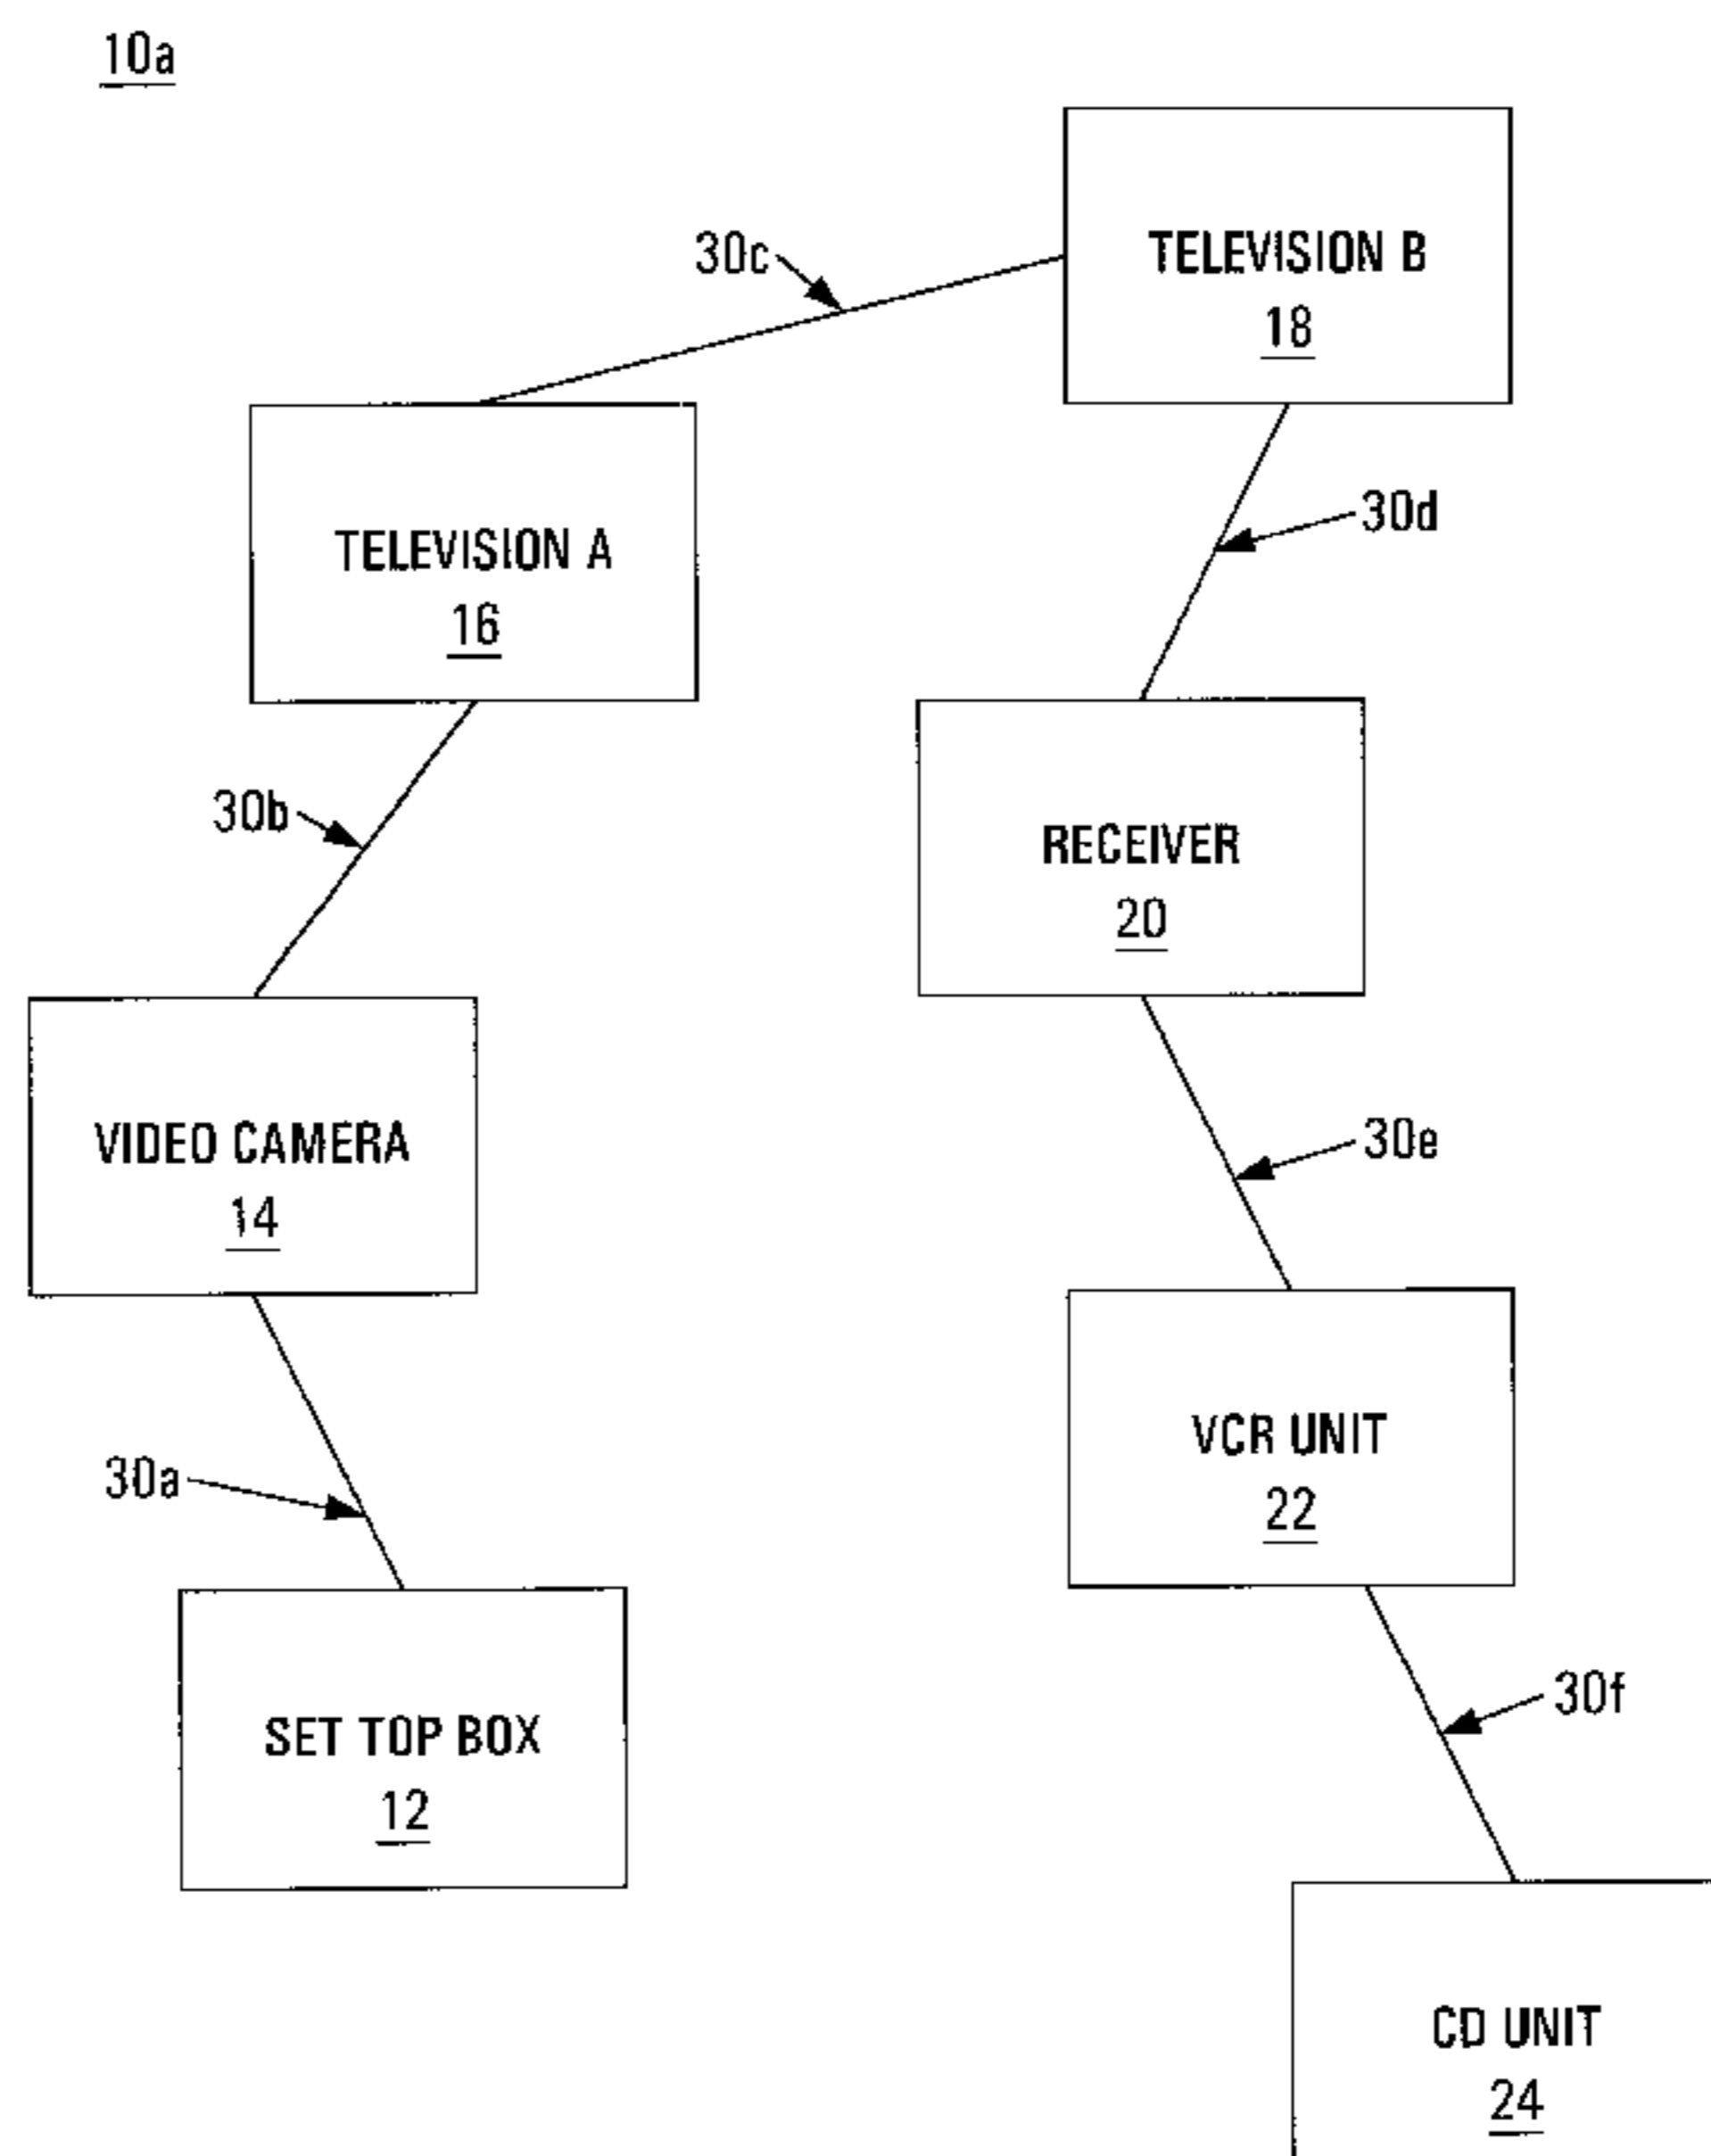 10a
TELEVISION B
18
30c
TELEVISION A
16
30d
30b
RECEIVER
20
VIDEO CAMERA
14
30e
VCR UNIT
22
30a
SET TOP BOX
12
30f
CD UNIT
24